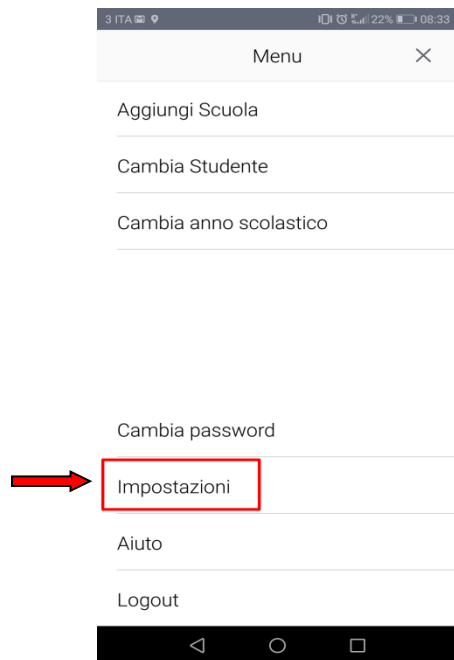 3 ITA 22% 08:33
Menu
Aggiungi Scuola
Cambia Studente
Cambia anno scolastico
Cambia password
Impostazioni
Aiuto
Logout